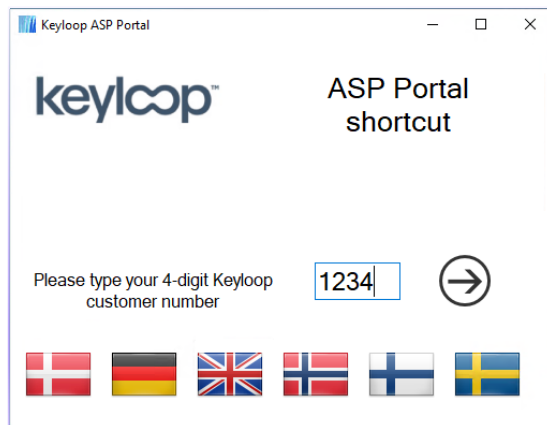 Keyloop ASP Portal
keyloop™
ASP Portal
shortcut
Please type your 4-digit Keyloop
customer number
1234